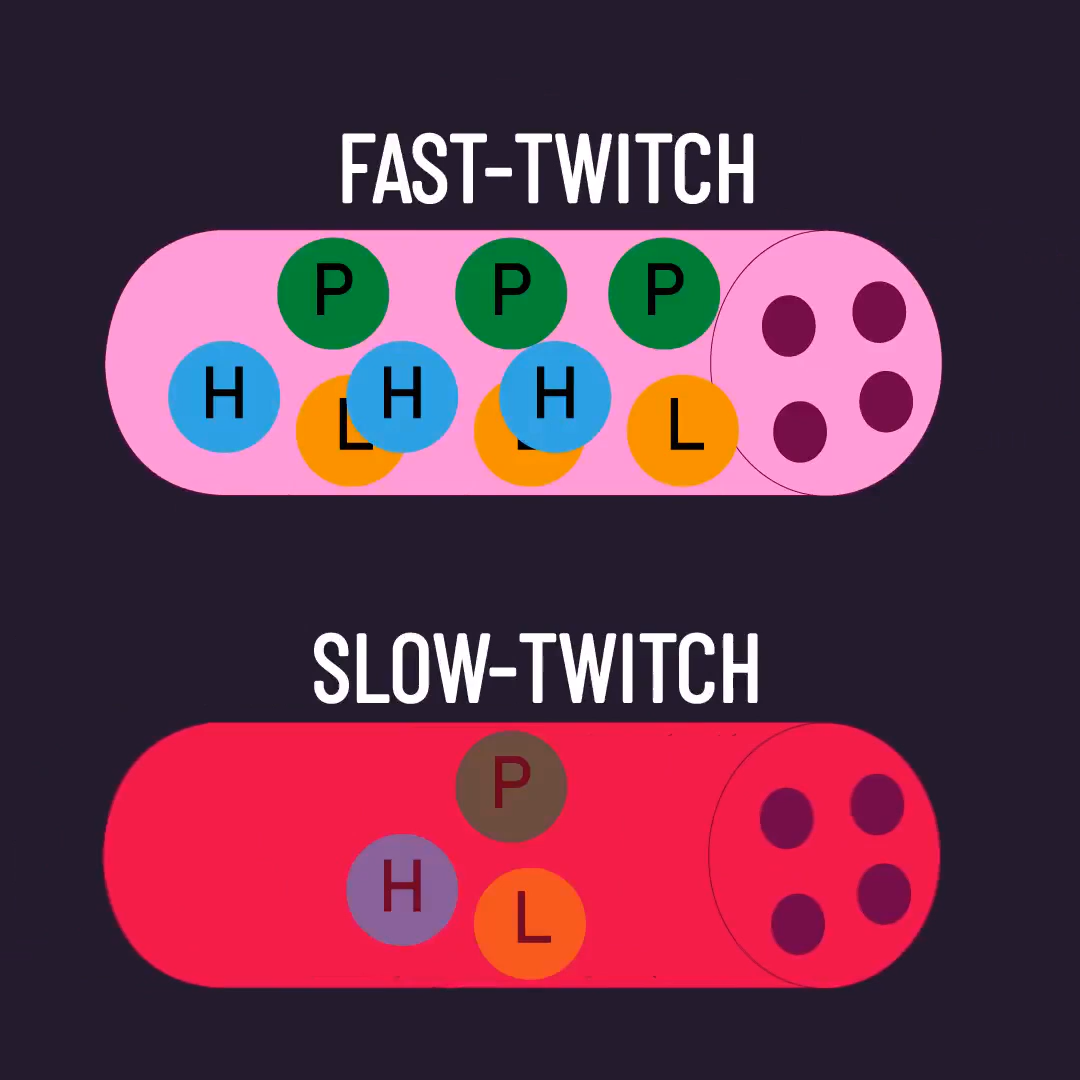 FAST-TWITCH
P P P
H L H L H L
SLOW-TWITCH
P
H L